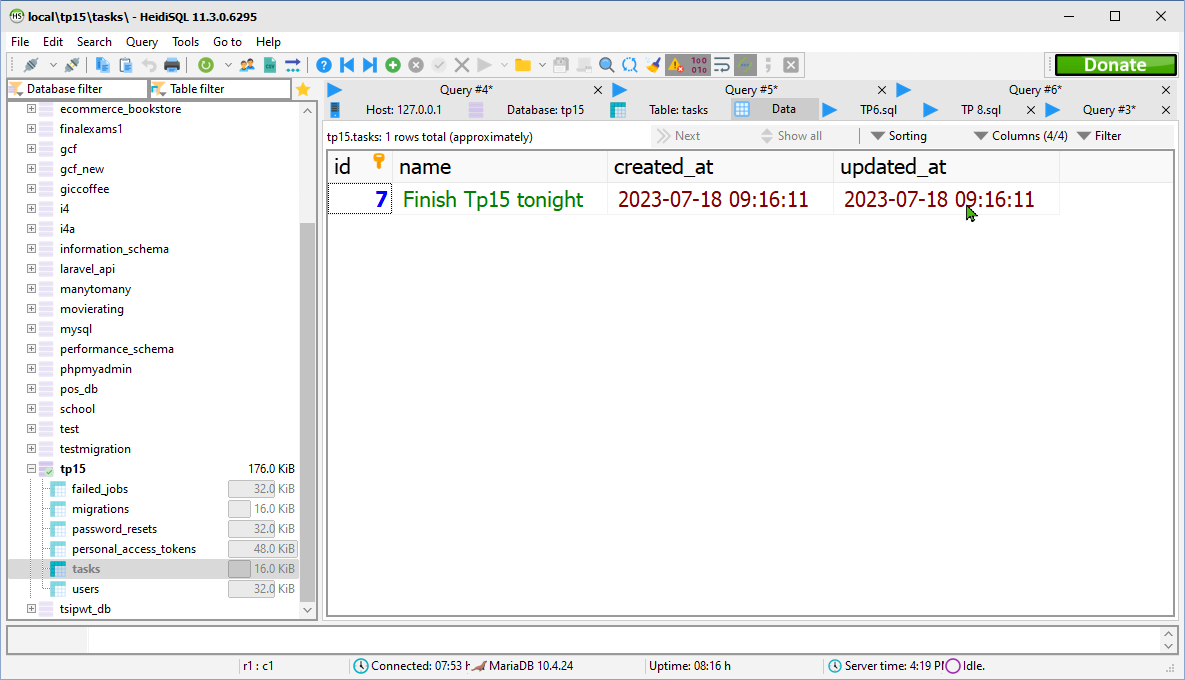 local\tp15\tasks\ - HeidiSQL 11.3.0.6295
File Edit Search Query Tools Go to Help
Donate
Database filter Table filter
Query #4* Query #5* Query #6*
Host: 127.0.0.1 Database: tp15 Table: tasks Data TP6.sql TP 8.sql Query #3*
tp15.tasks: 1 rows total (approximately) Next Show all Sorting Columns (4/4) Filter
id name created_at updated_at
7 Finish Tp15 tonight 2023-07-18 09:16:11 2023-07-18 09:16:11
ecommerce_bookstore
finalexams1
gcf
gcf_new
giccoffee
i4
i4a
information_schema
laravel_api
manytomany
movierating
mysql
performance_schema
phpmyadmin
pos_db
school
test
testmigration
tp15 176.0 KiB
failed_jobs 32.0 KiB
migrations 16.0 KiB
password_resets 32.0 KiB
personal_access_tokens 48.0 KiB
tasks 16.0 KiB
users 32.0 KiB
tsipwt_db
r1 : c1 Connected: 07:53 h MariaDB 10.4.24 Uptime: 08:16 h Server time: 4:19 PM Idle.